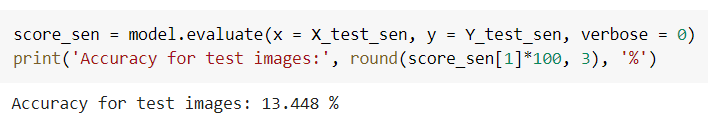 score_sen = model.evaluate(x = X_test_sen, y = Y_test_sen, verbose = 0)
print('Accuracy for test images:', round(score_sen[1]*100, 3), '%')
Accuracy for test images: 13.448 %